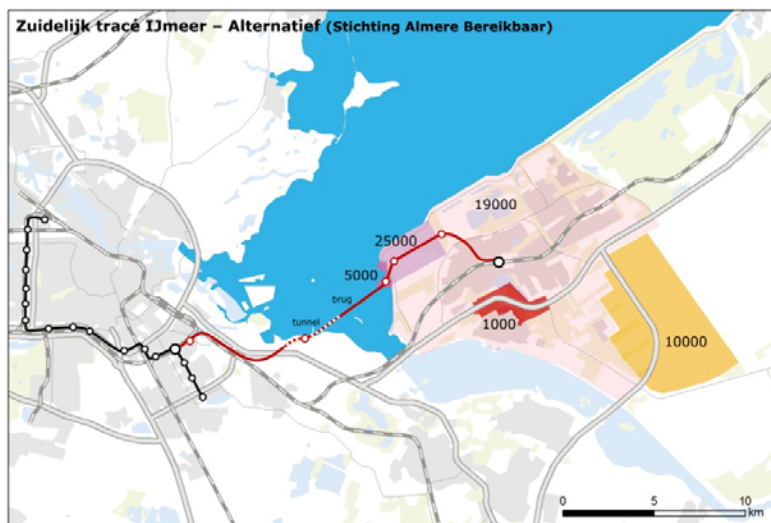 Zuidelijk tracé IJmeer – Alternatief (Stichting Almere Bereikbaar)
19000
25000
5000
brug
tunnel
1000
10000
0 5 10
km